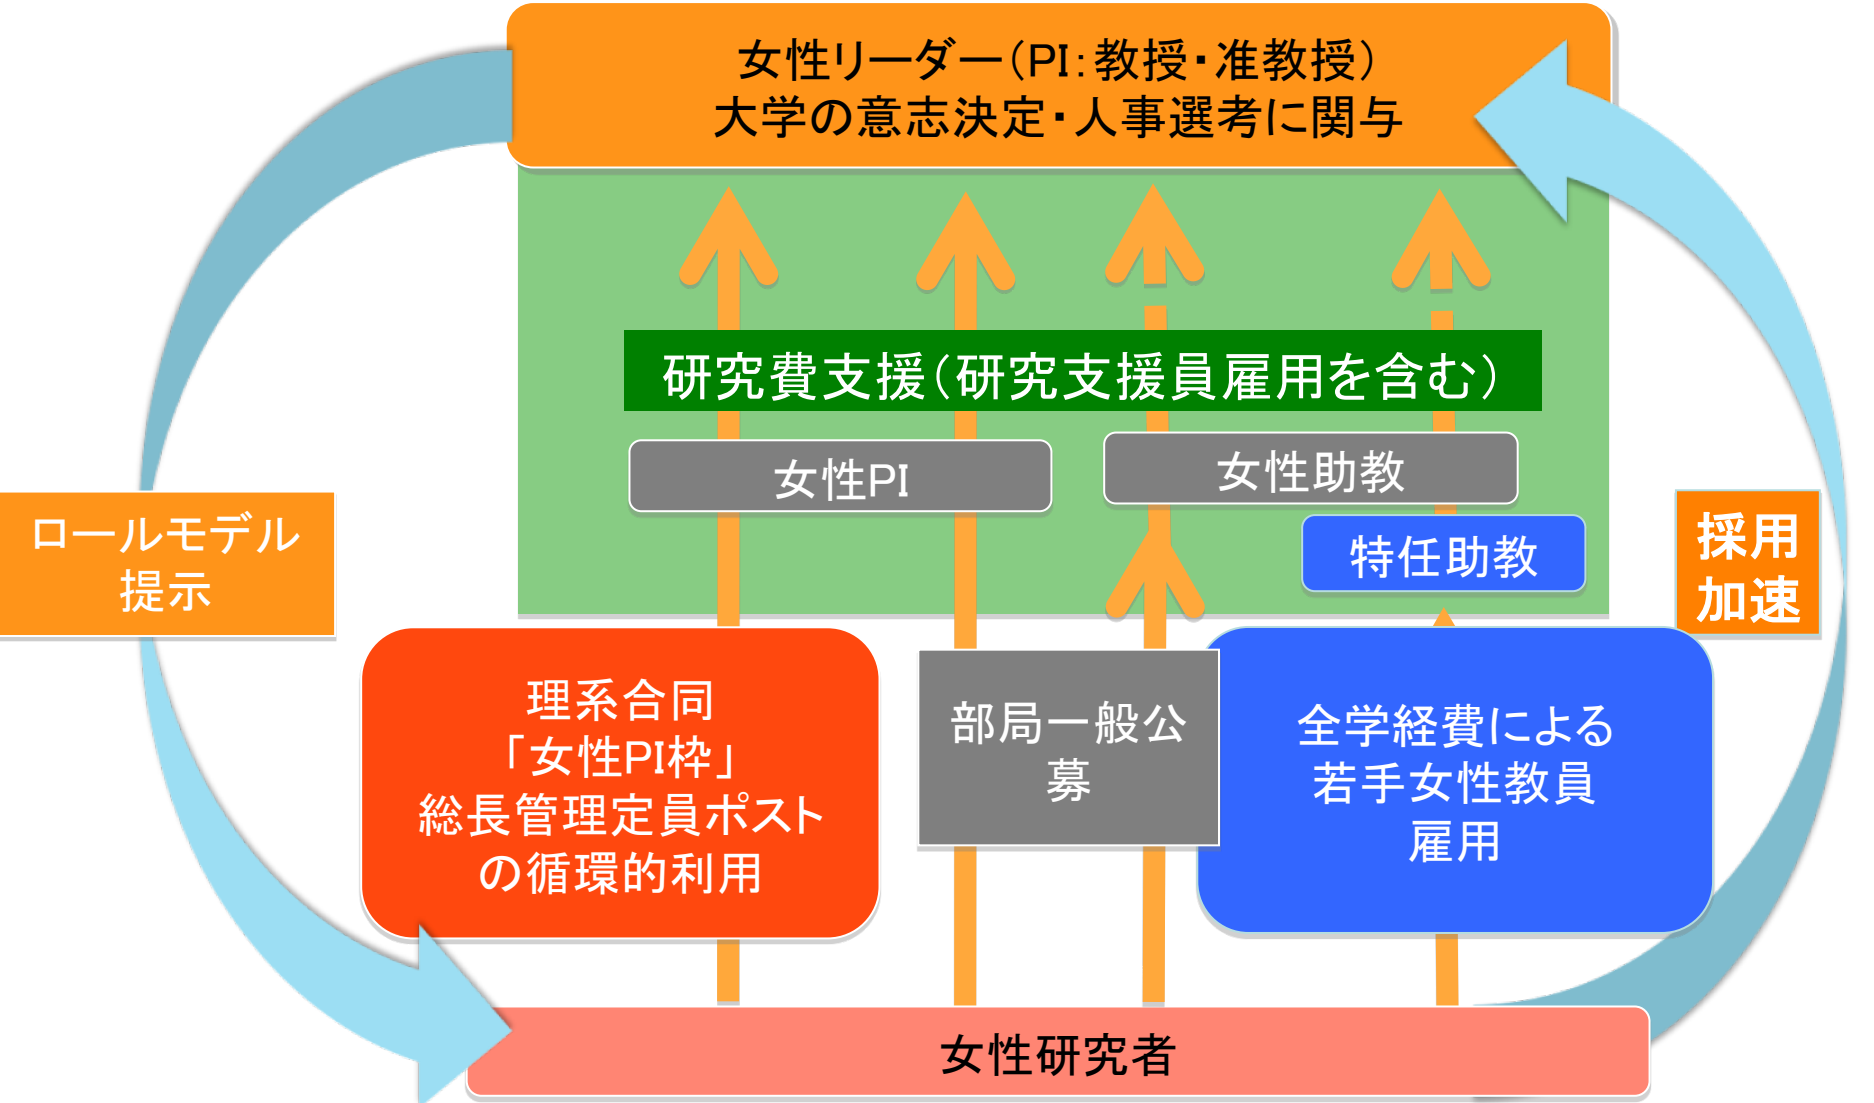 女性リーダー（PI：教授・准教授）
大学の意志決定・人事選考に関与
研究費支援（研究支援員雇用を含む）
女性PI
女性助教
特任助教
ロールモデル
提示
採用
加速
理系合同
「女性PI枠」
総長管理定員ポスト
の循環的利用
部局一般公
募
全学経費による
若手女性教員
雇用
女性研究者